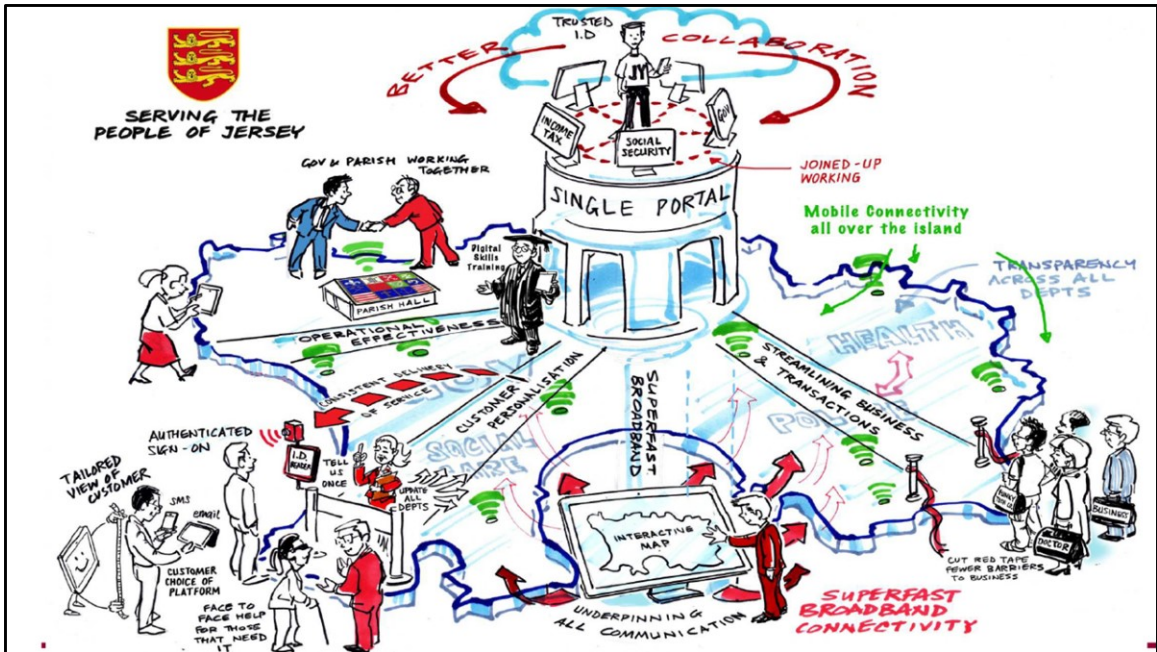 TRUSTED
I.D
BETTER COLLABORATION
JY
INCOME
TAX
SOCIAL
SECURITY
GOV
SERVING THE
PEOPLE OF JERSEY
JOINED-UP
WORKING
GOV & PARISH WORKING
TOGETHER
SINGLE PORTAL
Mobile Connectivity
all over the island
Digital
Skills
Training
TRANSPARENCY
ACROSS ALL
DEPTS
PARISH HALL
OPERATIONAL
EFFECTIVENESS
HEALTH
STREAMLINING BUSINESS
& TRANSACTIONS
CONSISTENT DELIVERY
OF SERVICE
CUSTOMER
PERSONALISATION
SUPERFAST
BROADBAND
SOCIAL
CARE
AUTHENTICATED
SIGN-ON
I.D.
READER
TELL
US
ONCE
UPDATE
ALL
DEPTS
TAILORED
VIEW OF
CUSTOMER
SMS
email
CUSTOMER
CHOICE OF
PLATFORM
FACE TO
FACE HELP
FOR THOSE
THAT NEED
IT
INTERACTIVE
MAP
UNDERPINNING
ALL COMMUNICATION
BUSINESS
DOCTOR
CUT RED TAPE
FEWER BARRIERS
TO BUSINESS
SUPERFAST
BROADBAND
CONNECTIVITY